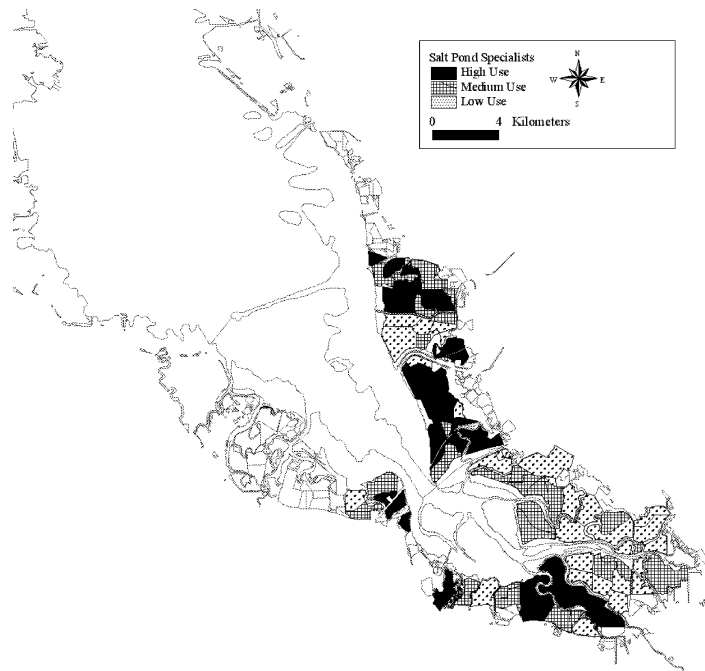 Salt Pond Specialists
High Use
Medium Use
Low Use
N
W E
S
0 4 Kilometers